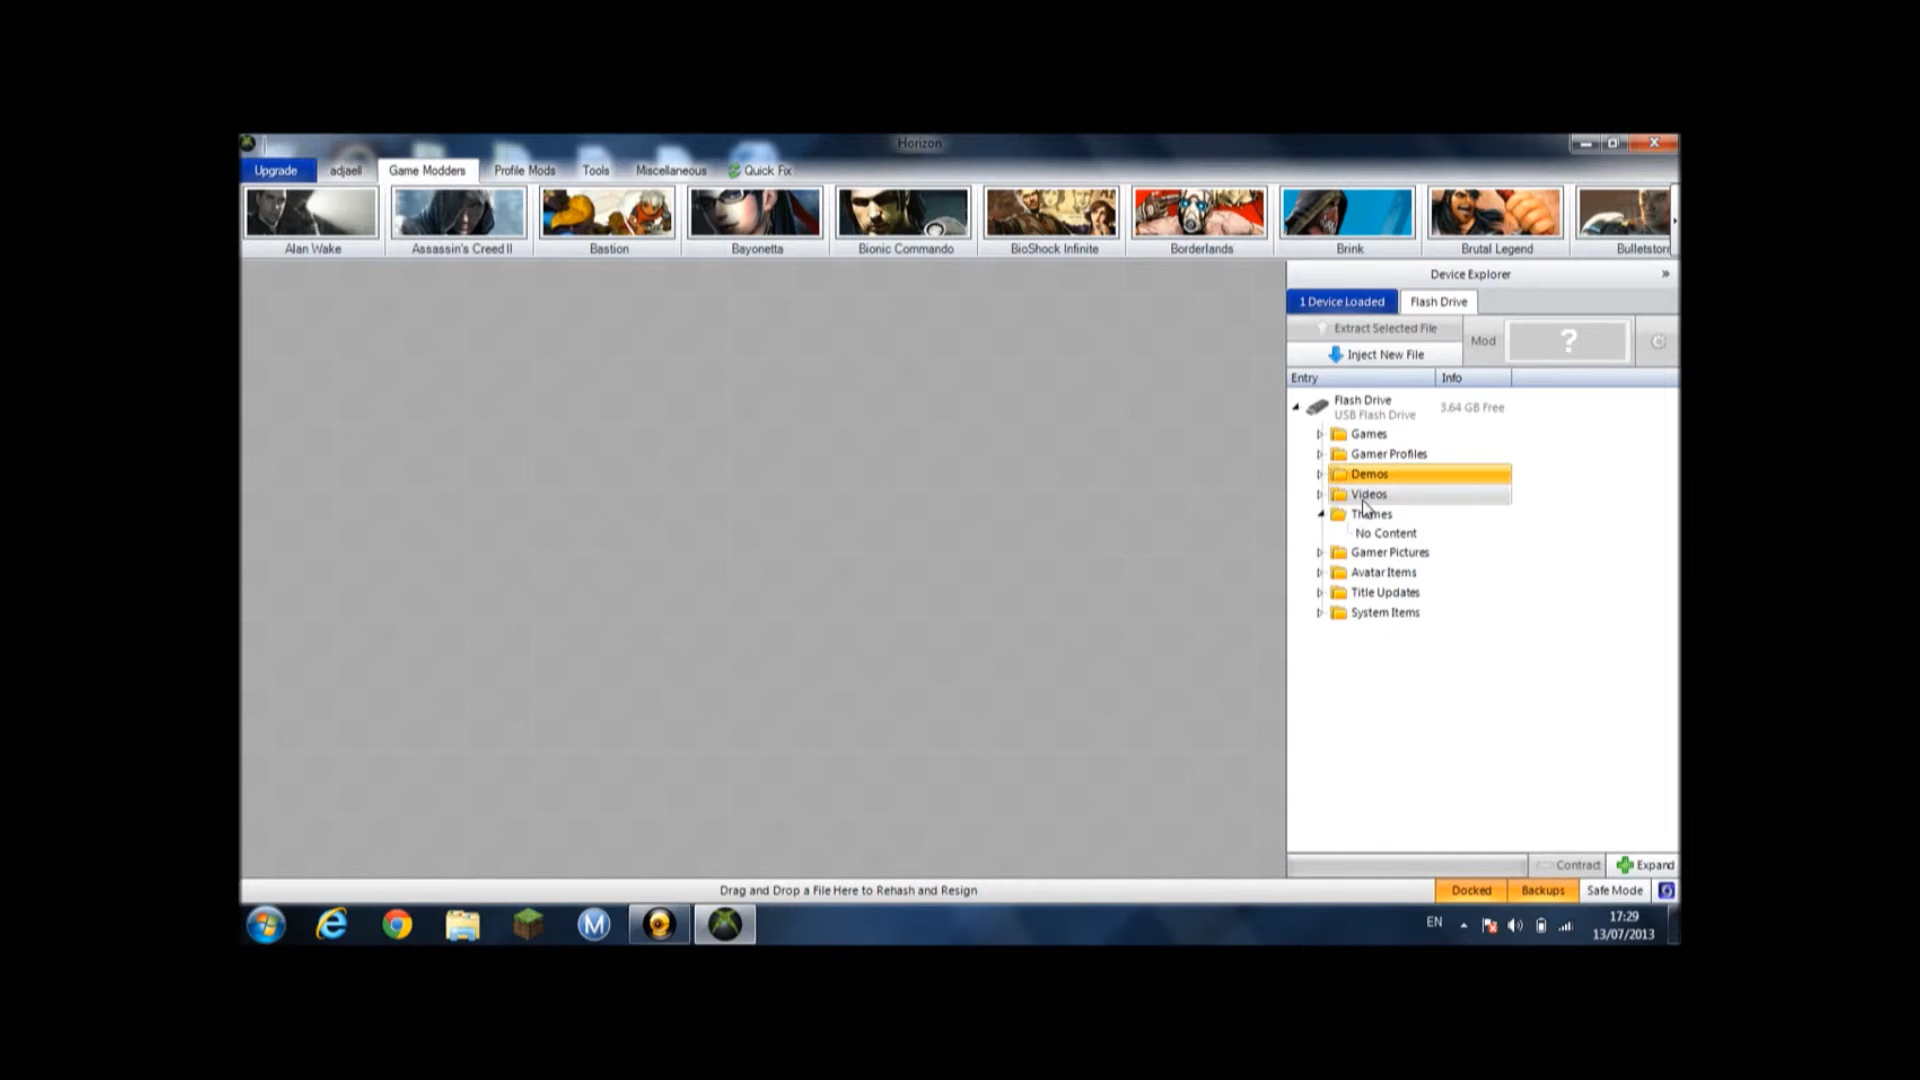 Horizon
Upgrade adjaell Game Modders Profile Mods Tools Miscellaneous Quick Fix
Alan Wake Assassin's Creed II Bastion Bayonetta Bionic Commando BioShock Infinite Borderlands Brink Brutal Legend Bulletstor
Device Explorer »
1 Device Loaded Flash Drive
Extract Selected File
Mod ?
Inject New File
Entry Info
Flash Drive
USB Flash Drive
3.64 GB Free
Games
Gamer Profiles
Demos
Videos
Themes
No Content
Gamer Pictures
Avatar Items
Title Updates
System Items
Contract Expand
Drag and Drop a File Here to Rehash and Resign
Docked Backups Safe Mode
M
EN
17:29
13/07/2013